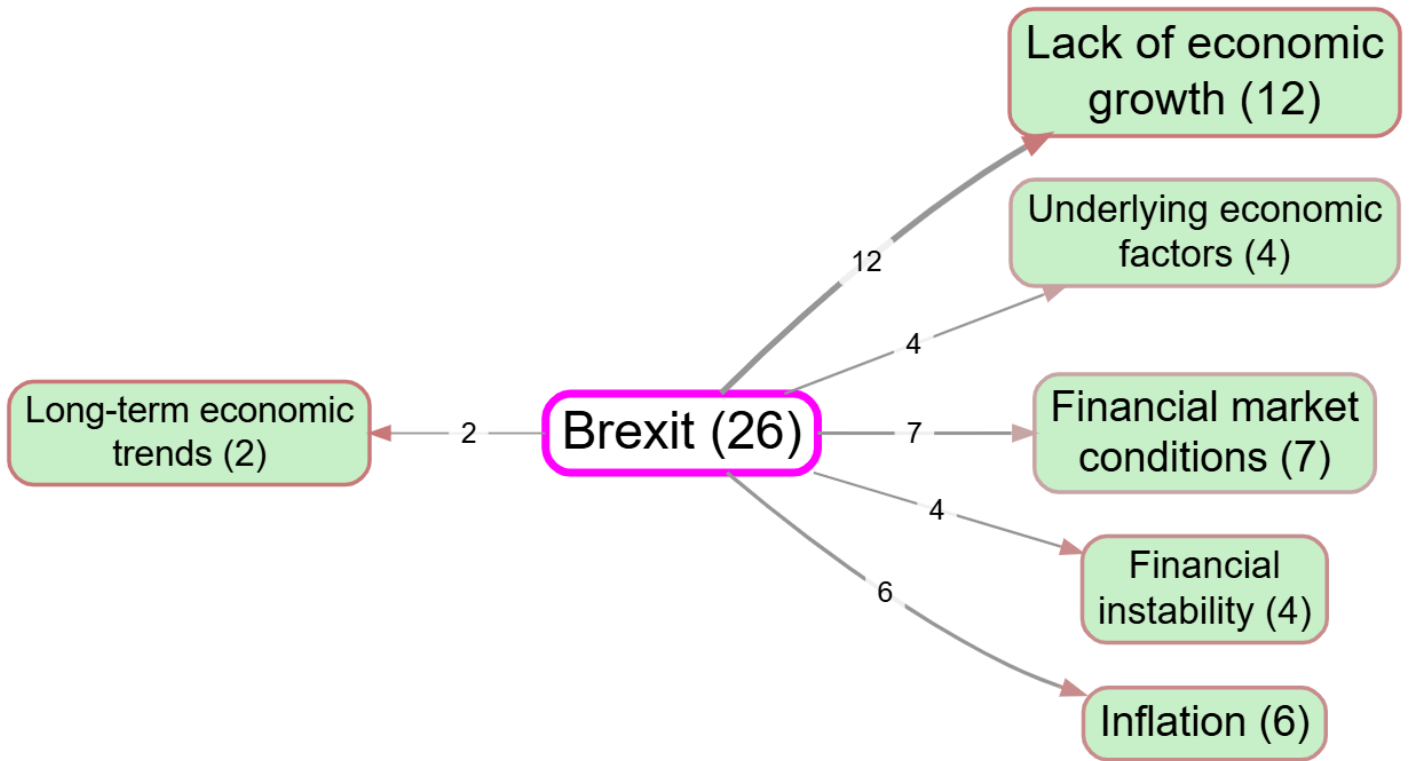 Lack of economic
growth (12)
12
Underlying economic
factors (4)
4
Long-term economic
trends (2)
2
Brexit (26)
7
Financial market
conditions (7)
4
Financial
instability (4)
6
Inflation (6)